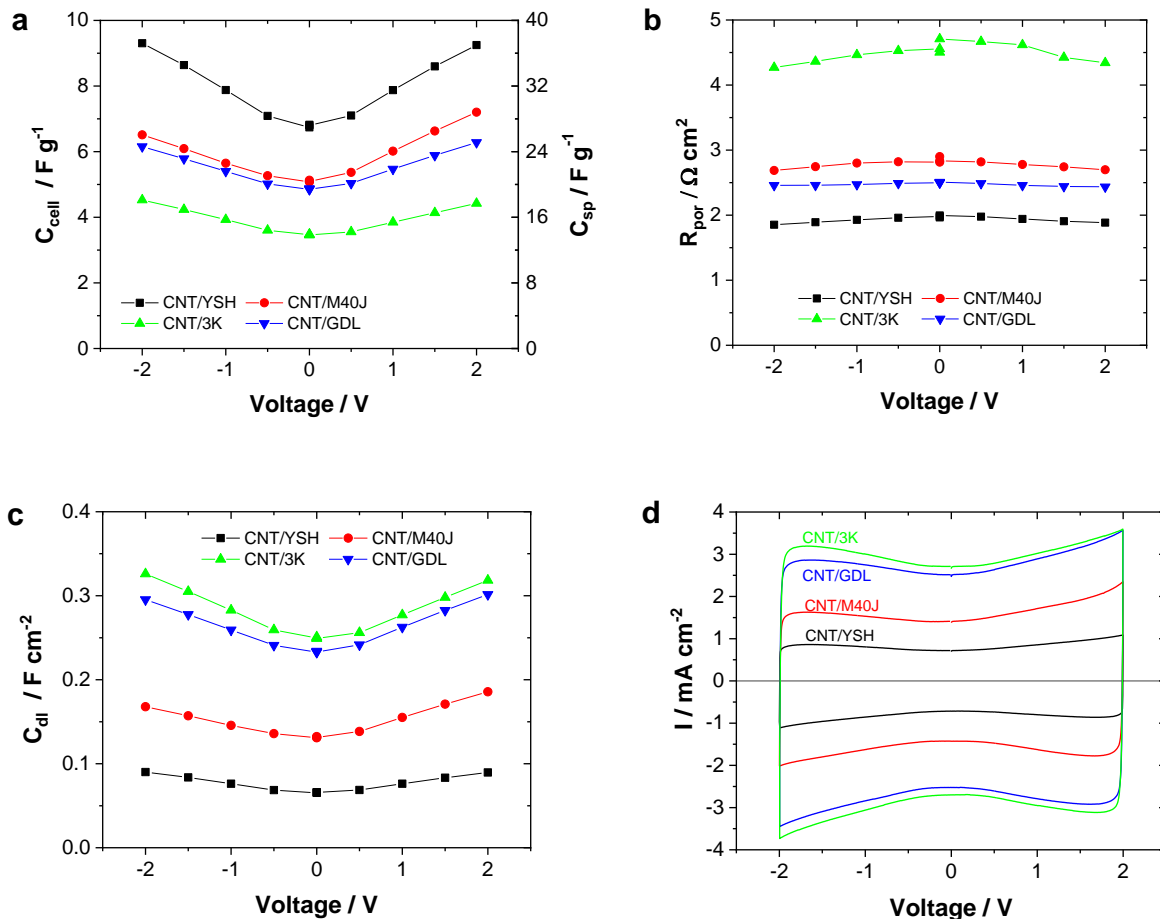 a
10
8
6
4
2
0
C_cell / F g⁻¹
40
32
24
16
8
0
C_sp / F g⁻¹
CNT/YSH CNT/M40J
CNT/3K CNT/GDL
-2 -1 0 1 2
Voltage / V
b
5
4
3
2
1
0
R_por / Ω cm²
CNT/YSH CNT/M40J
CNT/3K CNT/GDL
-2 -1 0 1 2
Voltage / V
c
0.4
0.3
0.2
0.1
0.0
C_dl / F cm⁻²
CNT/YSH CNT/M40J
CNT/3K CNT/GDL
-2 -1 0 1 2
Voltage / V
d
4
3
2
1
0
-1
-2
-3
-4
I / mA cm⁻²
CNT/3K
CNT/GDL
CNT/M40J
CNT/YSH
-2 -1 0 1 2
Voltage / V